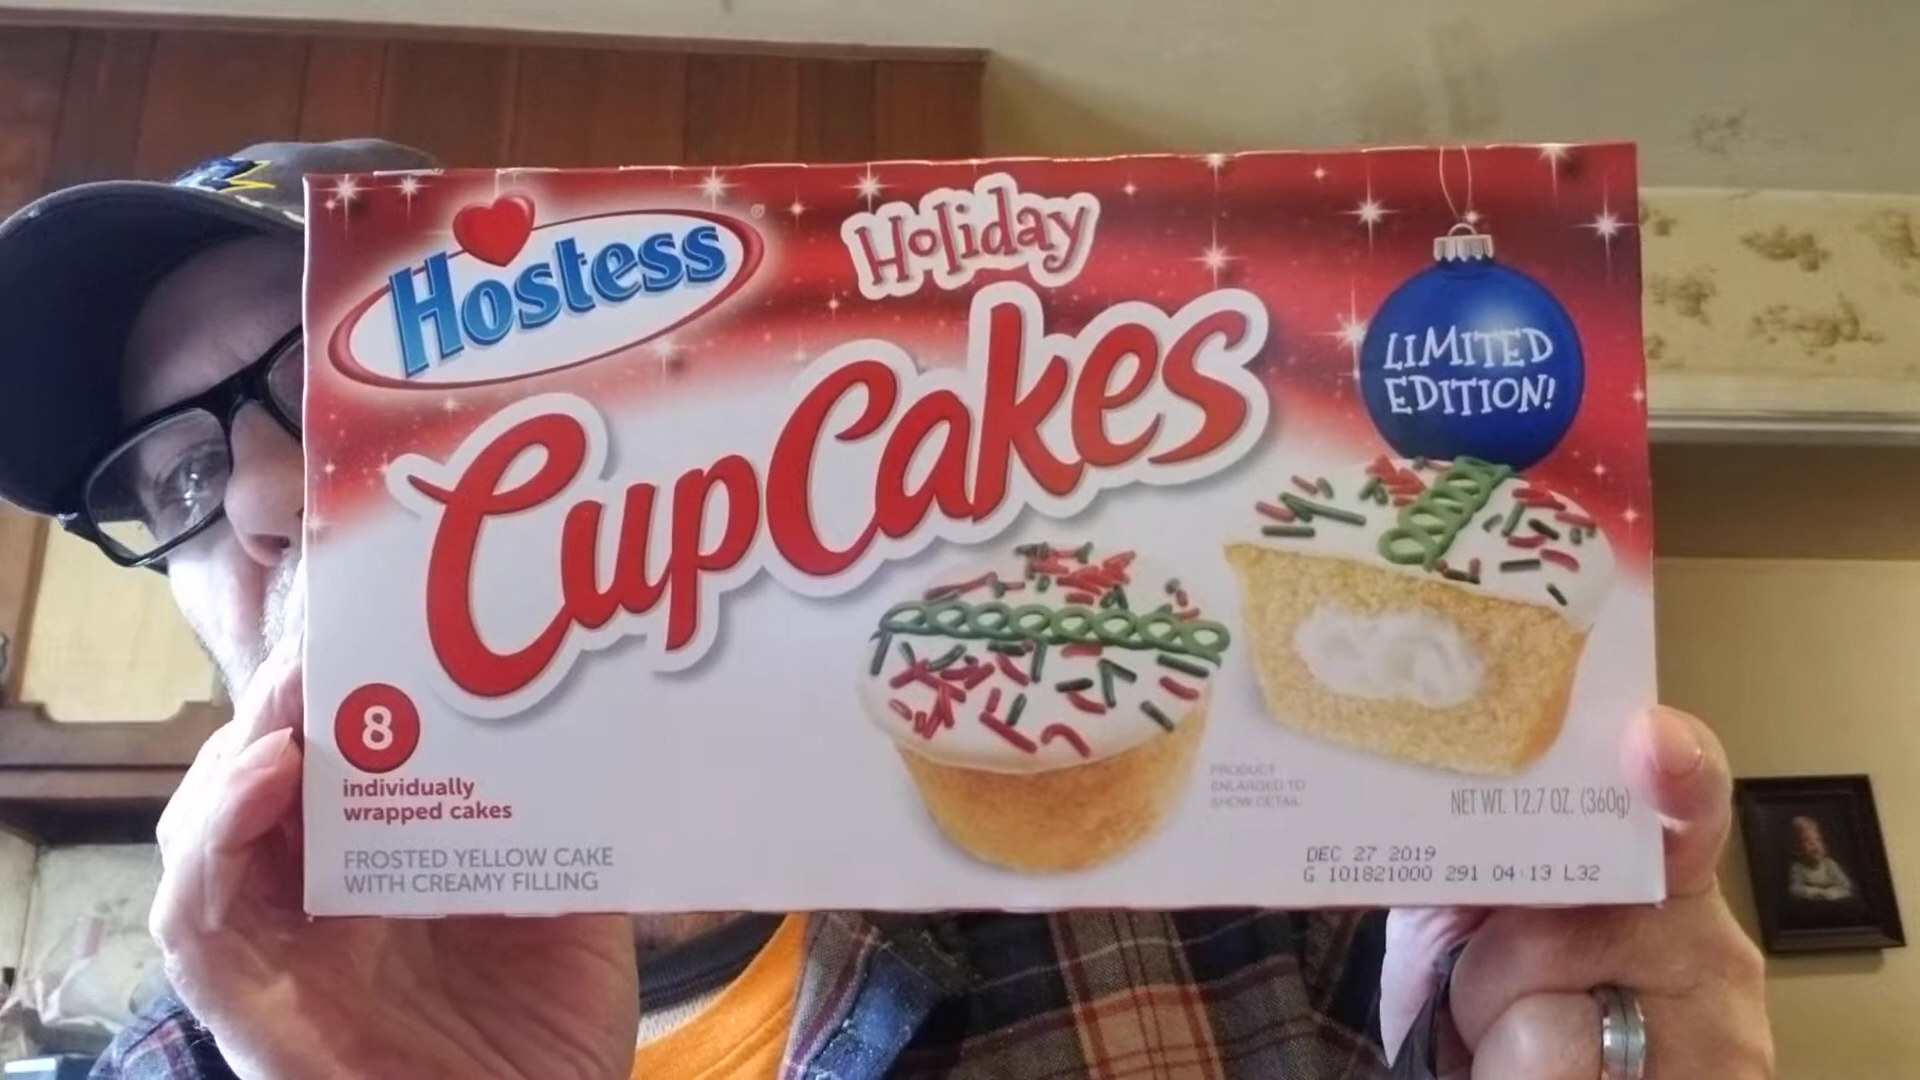 Hostess®
Holiday
CupCakes
LIMITED
EDITION!
8
individually
wrapped cakes
FROSTED YELLOW CAKE
WITH CREAMY FILLING
PRODUCT
ENLARGED TO
SHOW DETAIL
NET WT. 12.7 OZ. (360g)
DEC 27 2019
G 101821000 291 04:13 L32